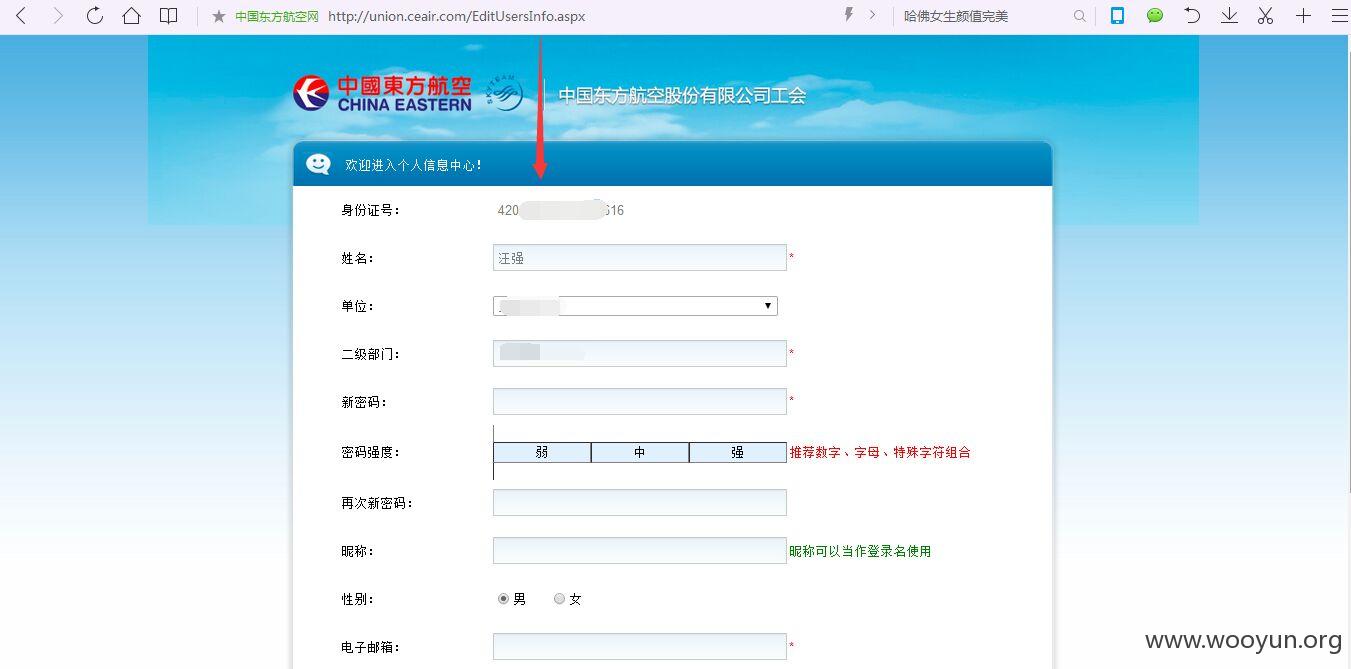 中国东方航空网 http://union.ceair.com/EditUsersInfo.aspx 哈佛女生颜值完美
中國東方航空
CHINA EASTERN
SKYTEAM
中国东方航空股份有限公司工会
欢迎进入个人信息中心!
身份证号: 420 616
姓名: 汪强 *
单位:
二级部门: *
新密码: *
密码强度: 弱 中 强 推荐数字、字母、特殊字符组合
再次新密码:
昵称: 昵称可以当作登录名使用
性别: 男 女
电子邮箱: *
www.wooyun.org